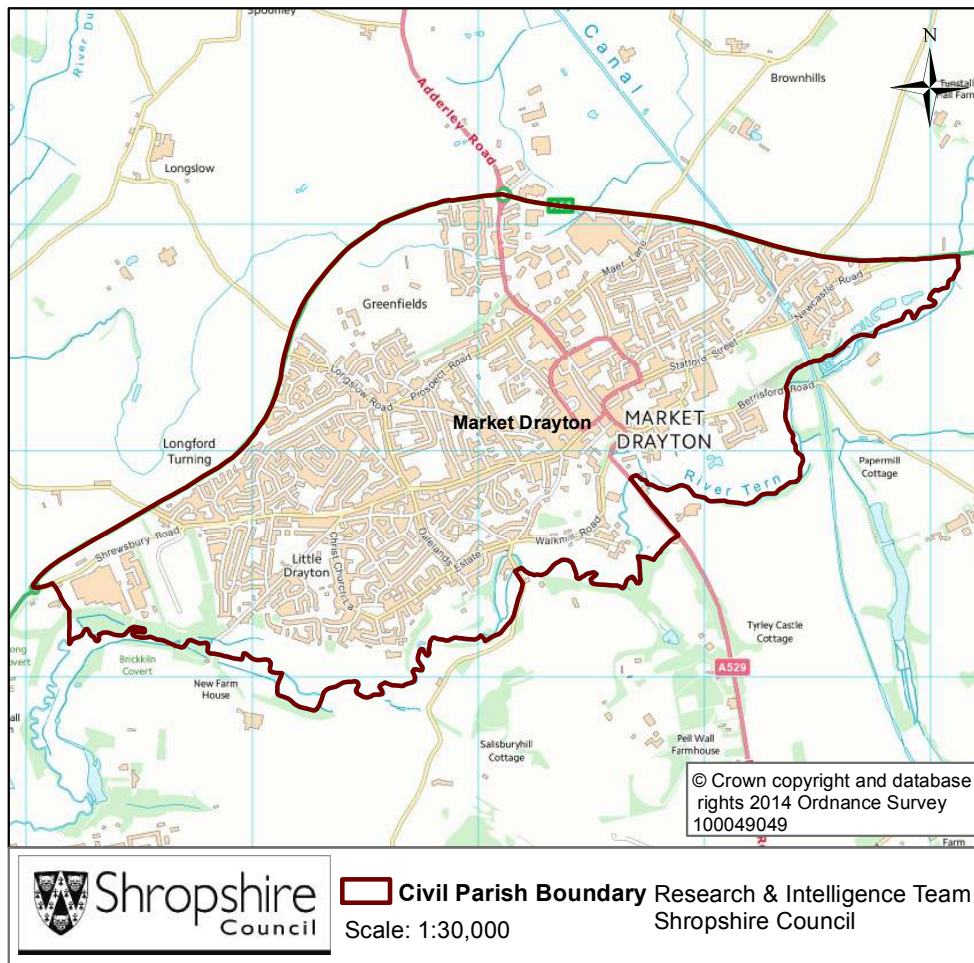 Spoonley
River Du
Canal
N
Brownhills
Tunstall
Hall Farm
Adderley Road
Longslow
Maer Lane
Greenfields
Newcastle Road
Longslow Road
Prospect Road
Stafford Street
Berrisford Road
Market Drayton
MARKET
DRAYTON
Longford
Turning
River Tern
Papermill
Cottage
Shrewsbury Road
Little
Drayton
Christ Church La
Dalelands Estate
Walkmill Road
Tyrley Castle
Cottage
ong
overt
Brickkiln
Covert
New Farm
House
A529
all
Salisburyhill
Cottage
Pell Wall
Farmhouse
© Crown copyright and database
rights 2014 Ordnance Survey
100049049
Farm
Shropshire
Council
Civil Parish Boundary
Scale: 1:30,000
Research & Intelligence Team
Shropshire Council